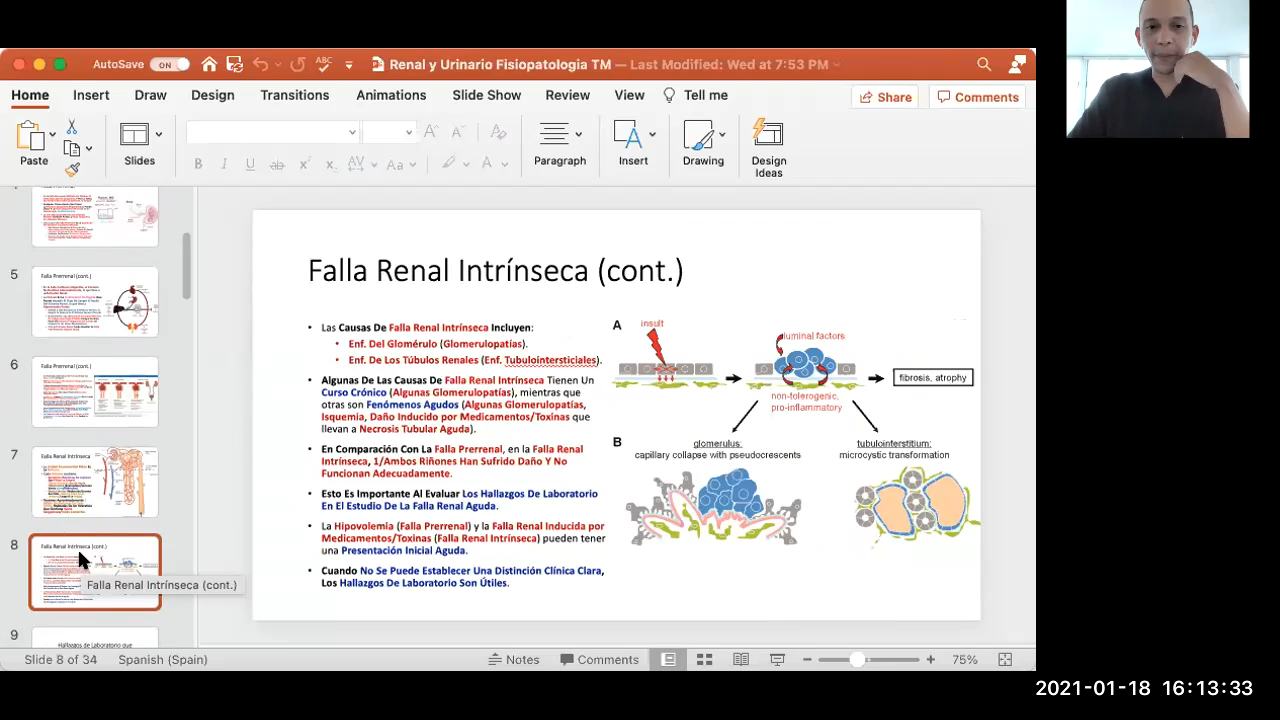 AutoSave ON Renal y Urinario Fisiopatologia TM — Last Modified: Wed at 7:53 PM
Home Insert Draw Design Transitions Animations Slide Show Review View Tell me Share Comments
Paste Slides Paragraph Insert Drawing Design
Ideas
5 Falla Prerrenal (cont.)
6 Falla Prerrenal (cont.)
7 Falla Renal Intrínseca
8 Falla Renal Intrínseca (cont.)
Falla Renal Intrínseca (cont.)
9 Hallazgos de Laboratorio que
Falla Renal Intrínseca (cont.)
• Las Causas De Falla Renal Intrínseca Incluyen:
• Enf. Del Glomérulo (Glomerulopatías).
• Enf. De Los Túbulos Renales (Enf. Tubulointersticiales).
• Algunas De Las Causas De Falla Renal Intrínseca Tienen Un
Curso Crónico (Algunas Glomerulopatías), mientras que
otras son Fenómenos Agudos (Algunas Glomerulopatías,
Isquemia, Daño Inducido por Medicamentos/Toxinas que
llevan a Necrosis Tubular Aguda).
• En Comparación Con La Falla Prerrenal, en la Falla Renal
Intrínseca, 1/Ambos Riñones Han Sufrido Daño Y No
Funcionan Adecuadamente.
• Esto Es Importante Al Evaluar Los Hallazgos De Laboratorio
En El Estudio De La Falla Renal Aguda.
• La Hipovolemia (Falla Prerrenal) y la Falla Renal Inducida por
Medicamentos/Toxinas (Falla Renal Intrínseca) pueden tener
una Presentación Inicial Aguda.
• Cuando No Se Puede Establecer Una Distinción Clínica Clara,
Los Hallazgos De Laboratorio Son Útiles.
A
insult
luminal factors
non-tolerogenic,
pro-inflammatory
fibrosis, atrophy
B
glomerulus:
capillary collapse with pseudocrescents
tubulointerstitium:
microcystic transformation
Slide 8 of 34 Spanish (Spain) Notes Comments 75%
2021-01-18 16:13:33